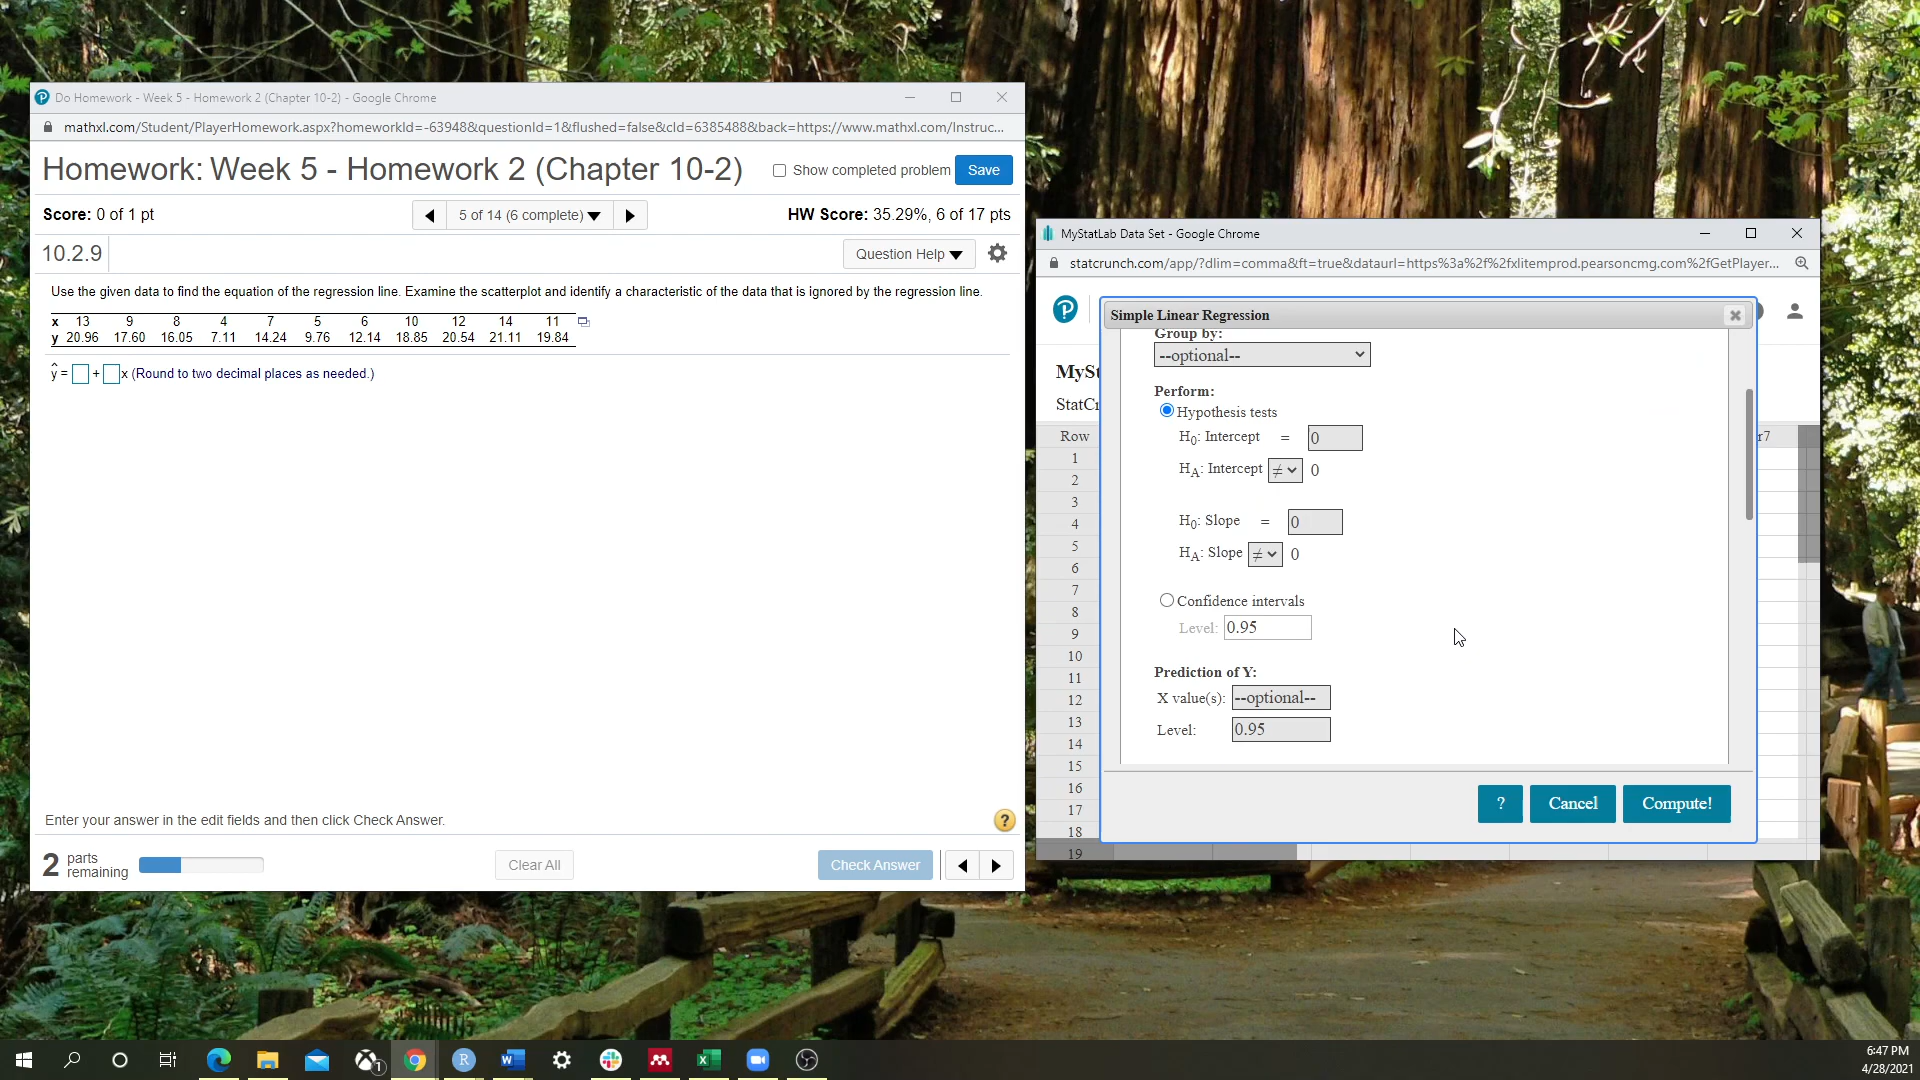 Do Homework - Week 5 - Homework 2 (Chapter 10-2) - Google Chrome
mathxl.com/Student/PlayerHomework.aspx?homeworkId=-63948&questionId=1&flushed=false&cId=6385488&back=https://www.mathxl.com/Instruc...
Homework: Week 5 - Homework 2 (Chapter 10-2)
Show completed problem
Save
Score: 0 of 1 pt
5 of 14 (6 complete)
HW Score: 35.29%, 6 of 17 pts
10.2.9
Question Help
Use the given data to find the equation of the regression line. Examine the scatterplot and identify a characteristic of the data that is ignored by the regression line.
x 13 9 8 4 7 5 6 10 12 14 11
y 20.96 17.60 16.05 7.11 14.24 9.76 12.14 18.85 20.54 21.11 19.84
ŷ = + x (Round to two decimal places as needed.)
Enter your answer in the edit fields and then click Check Answer.
?
2 parts remaining
Clear All
Check Answer
MyStatLab Data Set - Google Chrome
statcrunch.com/app/?dlim=comma&ft=true&dataurl=https%3a%2f%2fxlitemprod.pearsoncmg.com%2fGetPlayer...
MySt
StatCr
Row
r7
1
2
3
4
5
6
7
8
9
10
11
12
13
14
15
16
17
18
19
Simple Linear Regression
Group by:
--optional--
Perform:
Hypothesis tests
H0: Intercept = 0
HA: Intercept ≠ 0
H0: Slope = 0
HA: Slope ≠ 0
Confidence intervals
Level: 0.95
Prediction of Y:
X value(s): --optional--
Level: 0.95
?
Cancel
Compute!
6:47 PM
4/28/2021